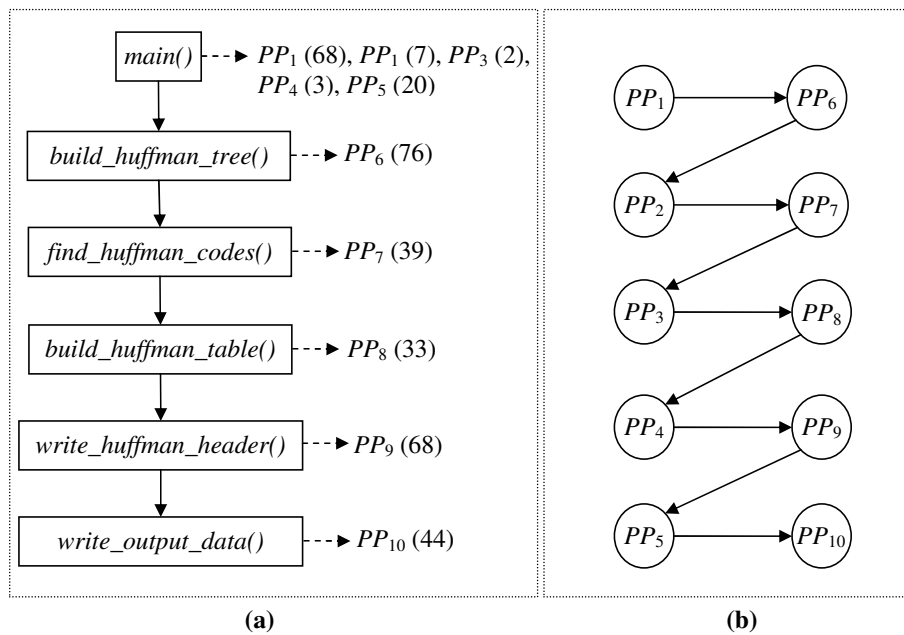 main()
PP₁ (68), PP₁ (7), PP₃ (2),
PP₄ (3), PP₅ (20)
build_huffman_tree()
PP₆ (76)
find_huffman_codes()
PP₇ (39)
build_huffman_table()
PP₈ (33)
write_huffman_header()
PP₉ (68)
write_output_data()
PP₁₀ (44)
(a)
PP₁
PP₆
PP₂
PP₇
PP₃
PP₈
PP₄
PP₉
PP₅
PP₁₀
(b)